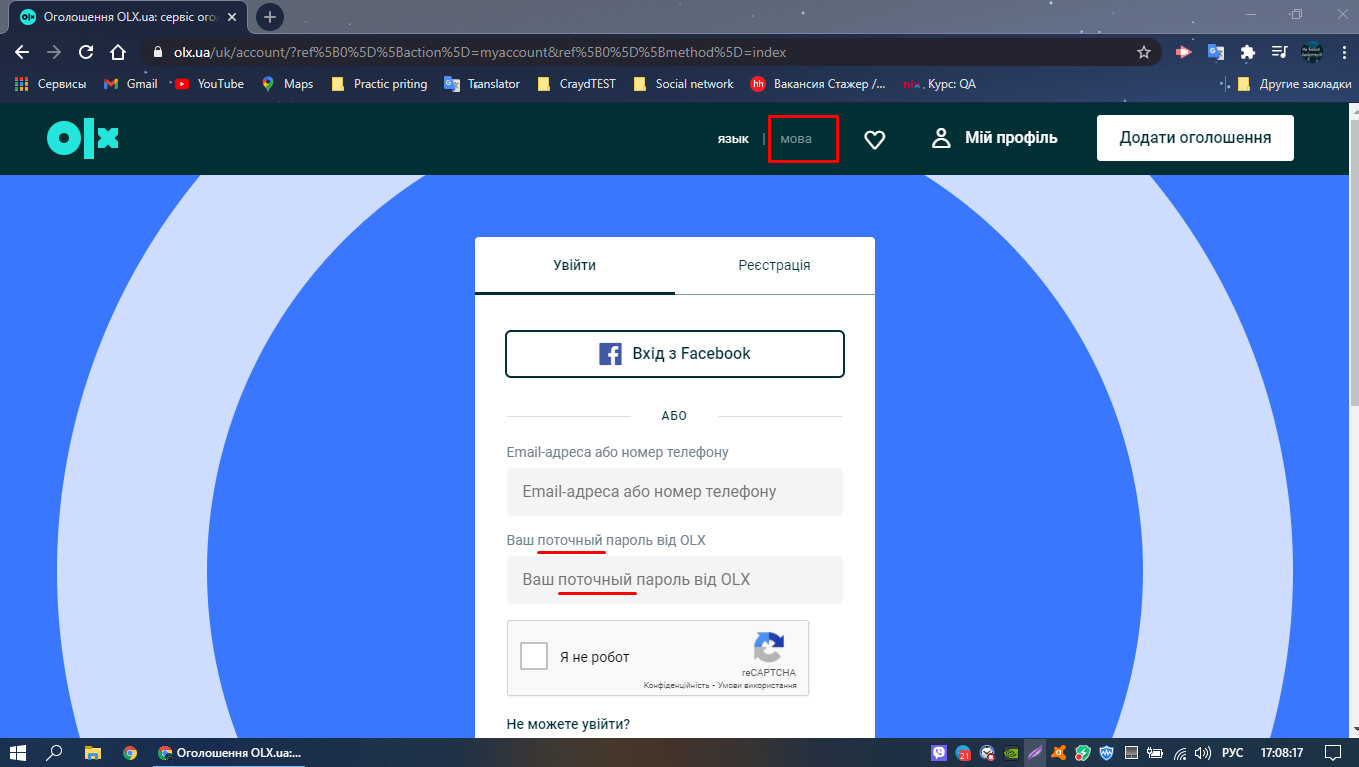 Оголошення OLX.ua: сервіс ого
olx.ua/uk/account/?ref%5B0%5D%5Baction%5D=myaccount&ref%5B0%5D%5Bmethod%5D=index
Сервисы Gmail YouTube Maps Practic priting Translator CraydTEST Social network hh Вакансия Стажер /... nix Курс: QA Другие закладки
olx язык | мова Мій профіль Додати оголошення
Увійти Реєстрація
Вхід з Facebook
АБО
Email-адреса або номер телефону
Email-адреса або номер телефону
Ваш поточный пароль від OLX
Ваш поточный пароль від OLX
Я не робот
reCAPTCHA
Конфіденційність - Умови використання
Не можете увійти?
Оголошення OLX.ua:... 21 РУС 17:08:17